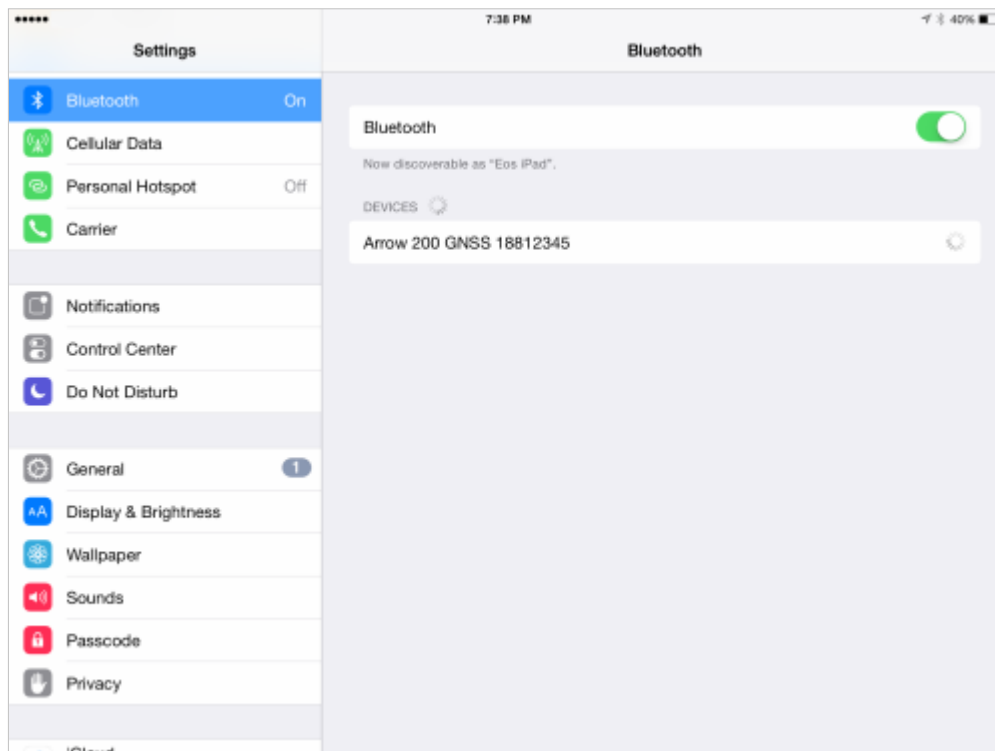 7:38 PM
40%
Settings
Bluetooth
Bluetooth On
Cellular Data
Personal Hotspot Off
Carrier
Notifications
Control Center
Do Not Disturb
General 1
AA Display & Brightness
Wallpaper
Sounds
Passcode
Privacy
iCloud
Bluetooth
Now discoverable as "Eos iPad".
DEVICES
Arrow 200 GNSS 18812345